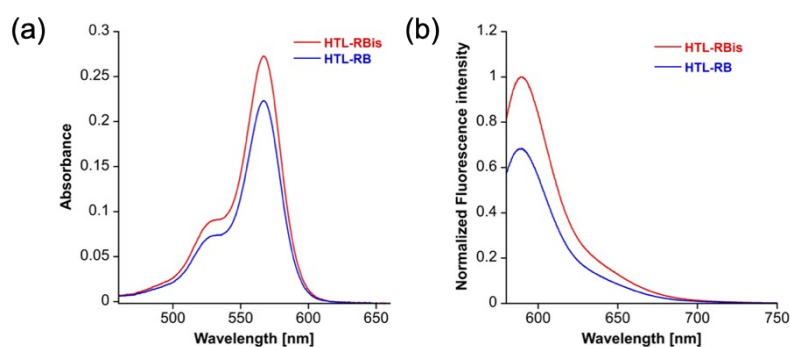 (a)
HTL-RBis
HTL-RB
Absorbance
0.3
0.25
0.2
0.15
0.1
0.05
0
500
550
600
650
Wavelength [nm]
(b)
HTL-RBis
HTL-RB
Normalized Fluorescence intensity
1.2
1
0.8
0.6
0.4
0.2
0
600
650
700
750
Wavelength [nm]